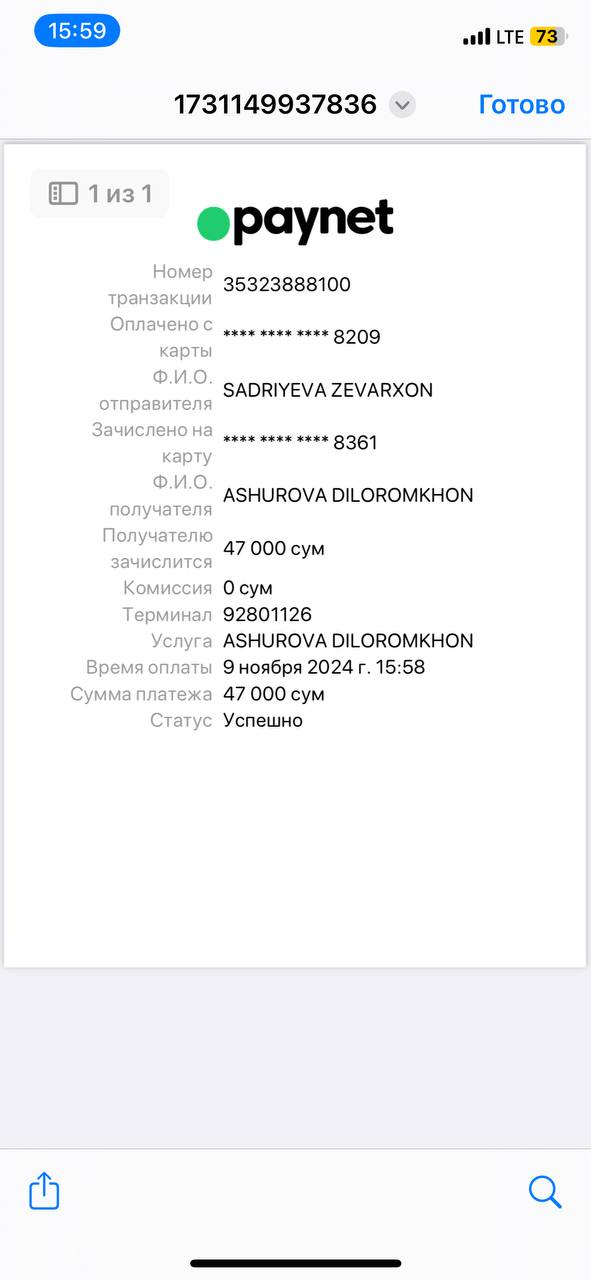 15:59
LTE 73
1731149937836
Готово
1 из 1
paynet
Номер
транзакции
35323888100
Оплачено с
карты
**** **** **** 8209
Ф.И.О.
отправителя
SADRIYEVA ZEVARXON
Зачислено на
карту
**** **** **** 8361
Ф.И.О.
получателя
ASHUROVA DILOROMKHON
Получателю
зачислится
47 000 сум
Комиссия 0 сум
Терминал 92801126
Услуга ASHUROVA DILOROMKHON
Время оплаты 9 ноября 2024 г. 15:58
Сумма платежа 47 000 сум
Статус Успешно